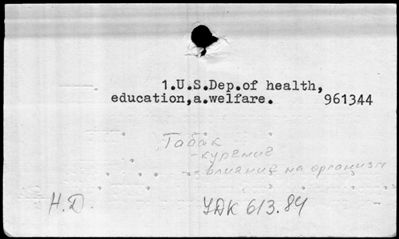 1.U.S.Dep.of health,
education,a.welfare. 961344
Табак
-курение
-влияние на организм
Н.О.
УДК 613.84